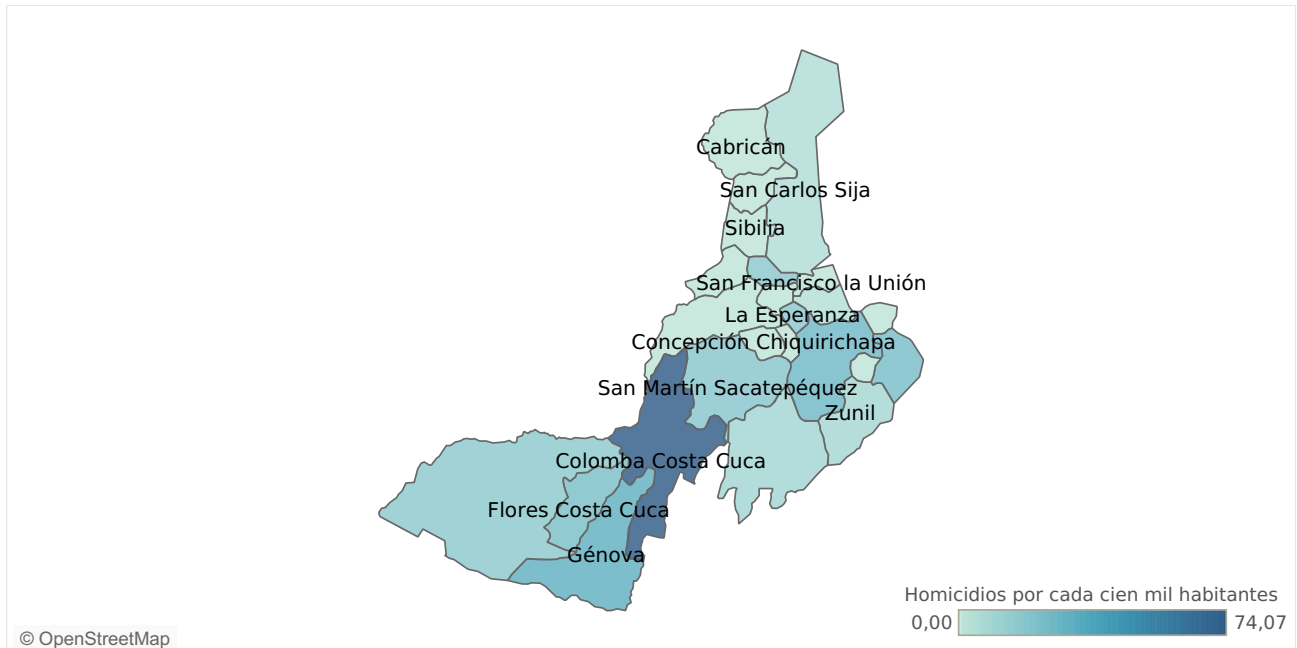 Cabricán
San Carlos Sija
Sibilia
San Francisco la Unión
La Esperanza
Concepción Chiquirichapa
San Martín Sacatepéquez
Zunil
Colomba Costa Cuca
Flores Costa Cuca
Génova
Homicidios por cada cien mil habitantes
0,00 74,07
© OpenStreetMap